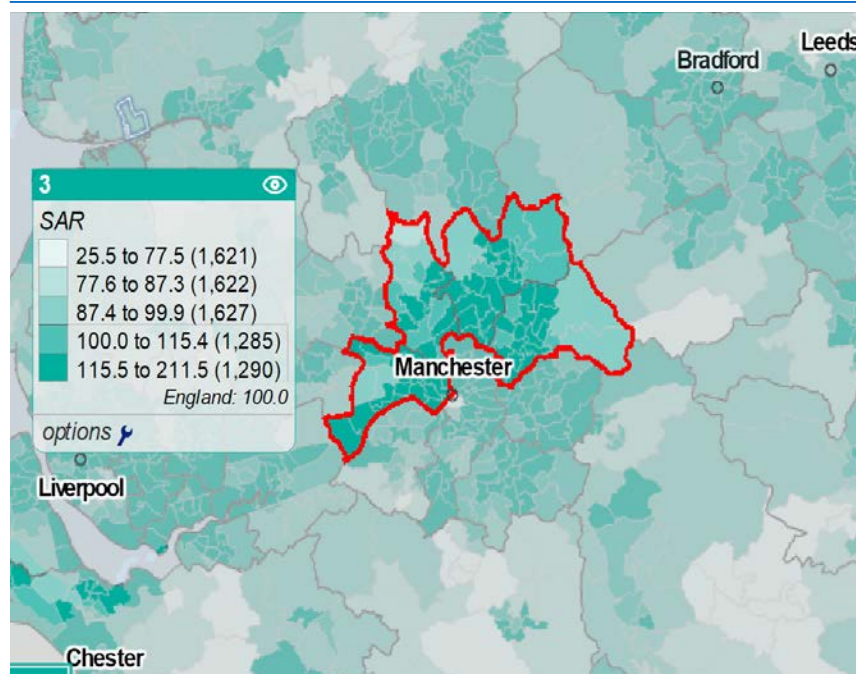 Leeds
Bradford
3
SAR
25.5 to 77.5 (1,621)
77.6 to 87.3 (1,622)
87.4 to 99.9 (1,627)
100.0 to 115.4 (1,285)
115.5 to 211.5 (1,290)
England: 100.0
options
Manchester
Liverpool
Chester